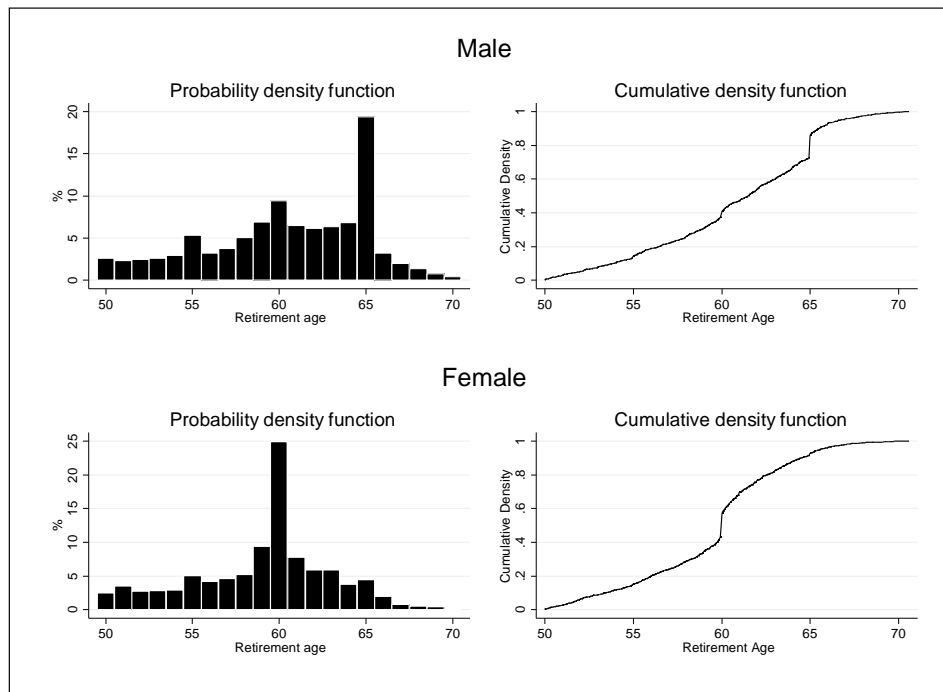 Male
Probability density function
%
20
15
10
5
0
50 55 60 65 70
Retirement age
Cumulative density function
Cumulative Density
1
.8
.6
.4
.2
0
50 55 60 65 70
Retirement Age
Female
Probability density function
%
25
20
15
10
5
0
50 55 60 65 70
Retirement age
Cumulative density function
Cumulative Density
1
.8
.6
.4
.2
0
50 55 60 65 70
Retirement Age